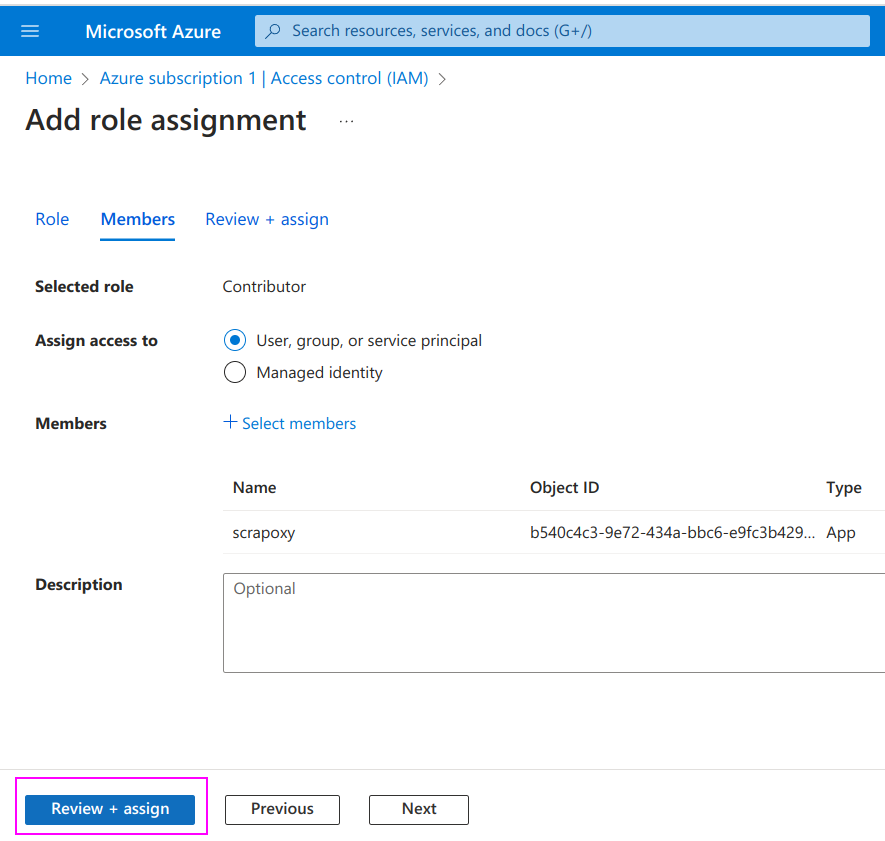 Microsoft Azure
Search resources, services, and docs (G+/)
Home > Azure subscription 1 | Access control (IAM) >
Add role assignment ...
Role Members Review + assign
Selected role Contributor
Assign access to User, group, or service principal
Managed identity
Members + Select members
Name Object ID Type
scrapoxy b540c4c3-9e72-434a-bbc6-e9fc3b429... App
Description Optional
Review + assign Previous Next